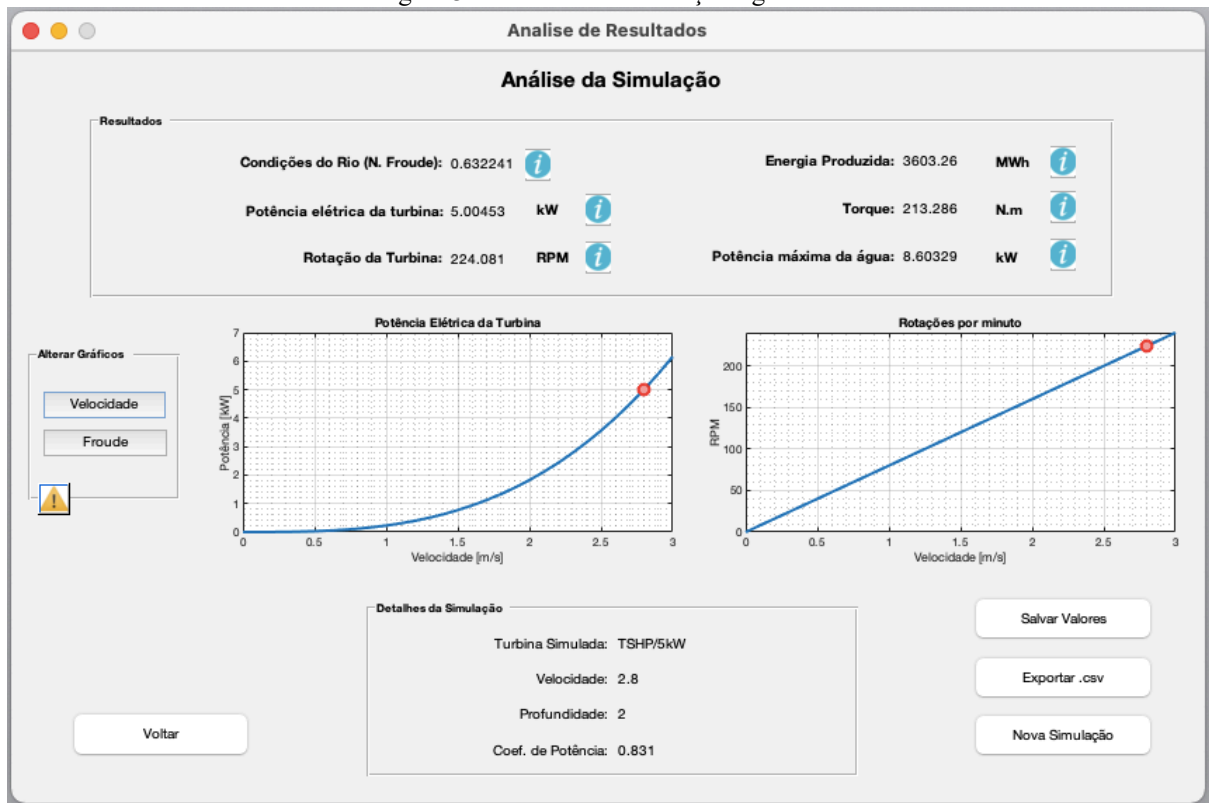 Analise de Resultados
Análise da Simulação
Resultados
Condições do Rio (N. Froude): 0.632241
Energia Produzida: 3603.26 MWh
Potência elétrica da turbina: 5.00453 kW
Torque: 213.286 N.m
Rotação da Turbina: 224.081 RPM
Potência máxima da água: 8.60329 kW
Alterar Gráficos
Velocidade
Froude
Potência Elétrica da Turbina
Potência [kW]
7
6
5
4
3
2
1
0
0 0.5 1 1.5 2 2.5 3
Velocidade [m/s]
Rotações por minuto
RPM
200
150
100
50
0
0 0.5 1 1.5 2 2.5 3
Velocidade [m/s]
Detalhes da Simulação
Turbina Simulada: TSHP/5kW
Velocidade: 2.8
Profundidade: 2
Coef. de Potência: 0.831
Salvar Valores
Exportar .csv
Nova Simulação
Voltar